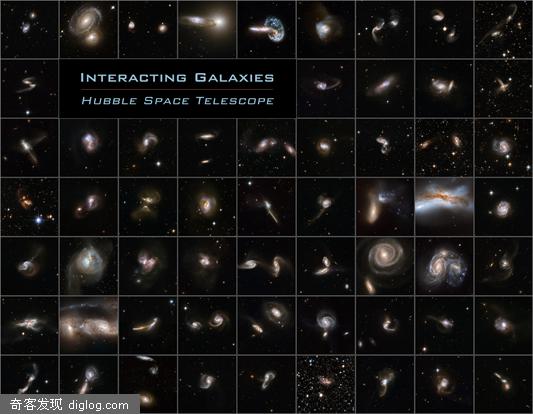 Interacting Galaxies
Hubble Space Telescope
奇客发现 diglog.com